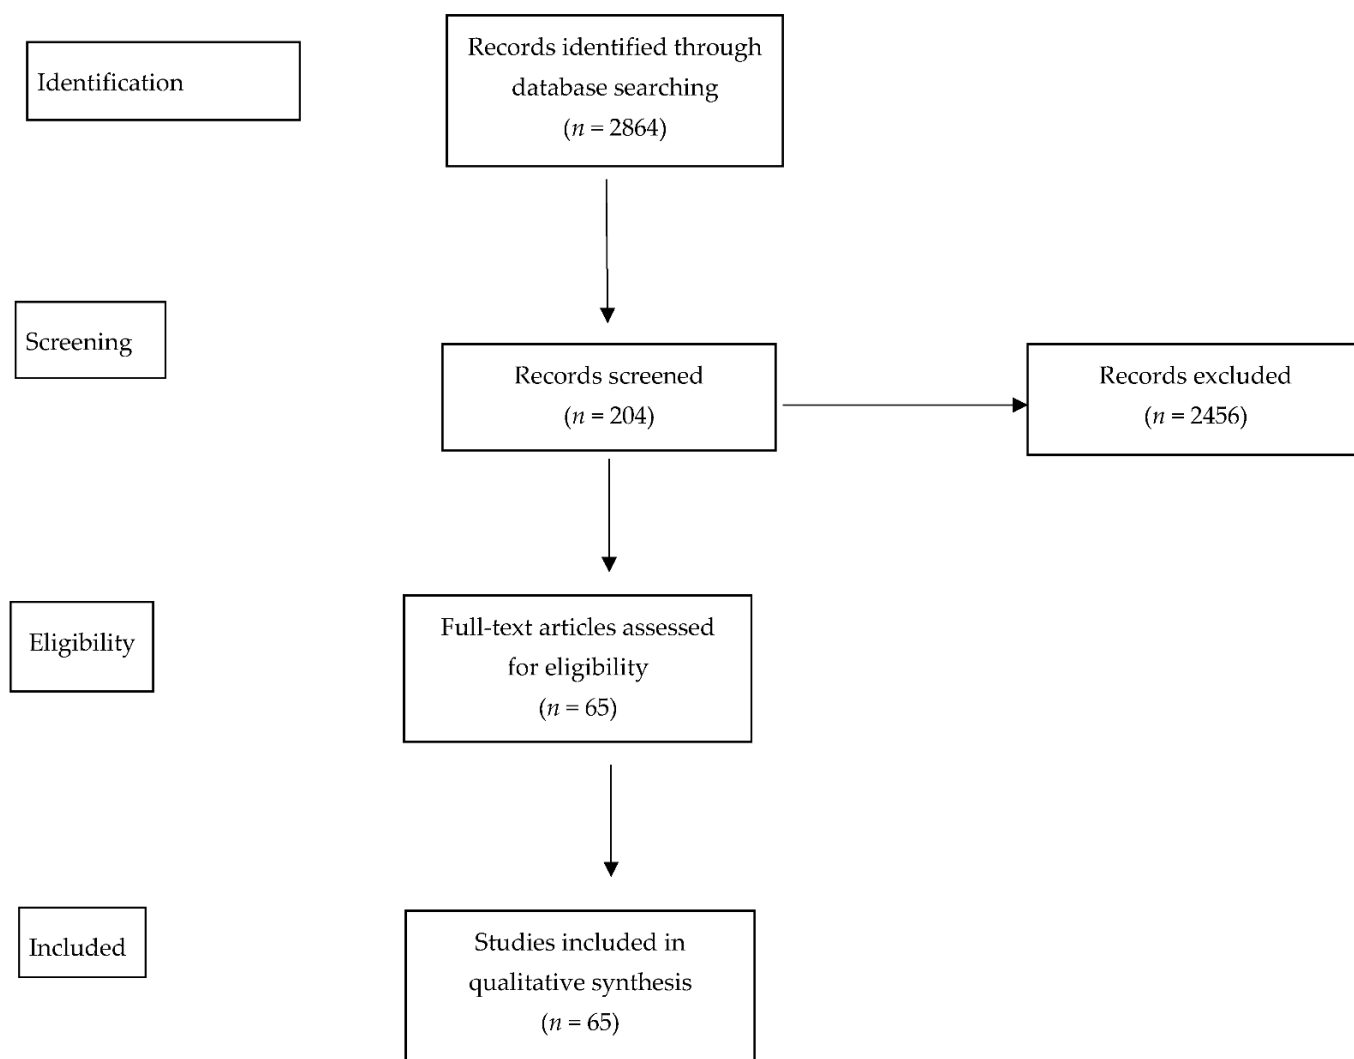 Identification
Records identified through
database searching
(n = 2864)
Screening
Records screened
(n = 204)
Records excluded
(n = 2456)
Eligibility
Full-text articles assessed
for eligibility
(n = 65)
Included
Studies included in
qualitative synthesis
(n = 65)